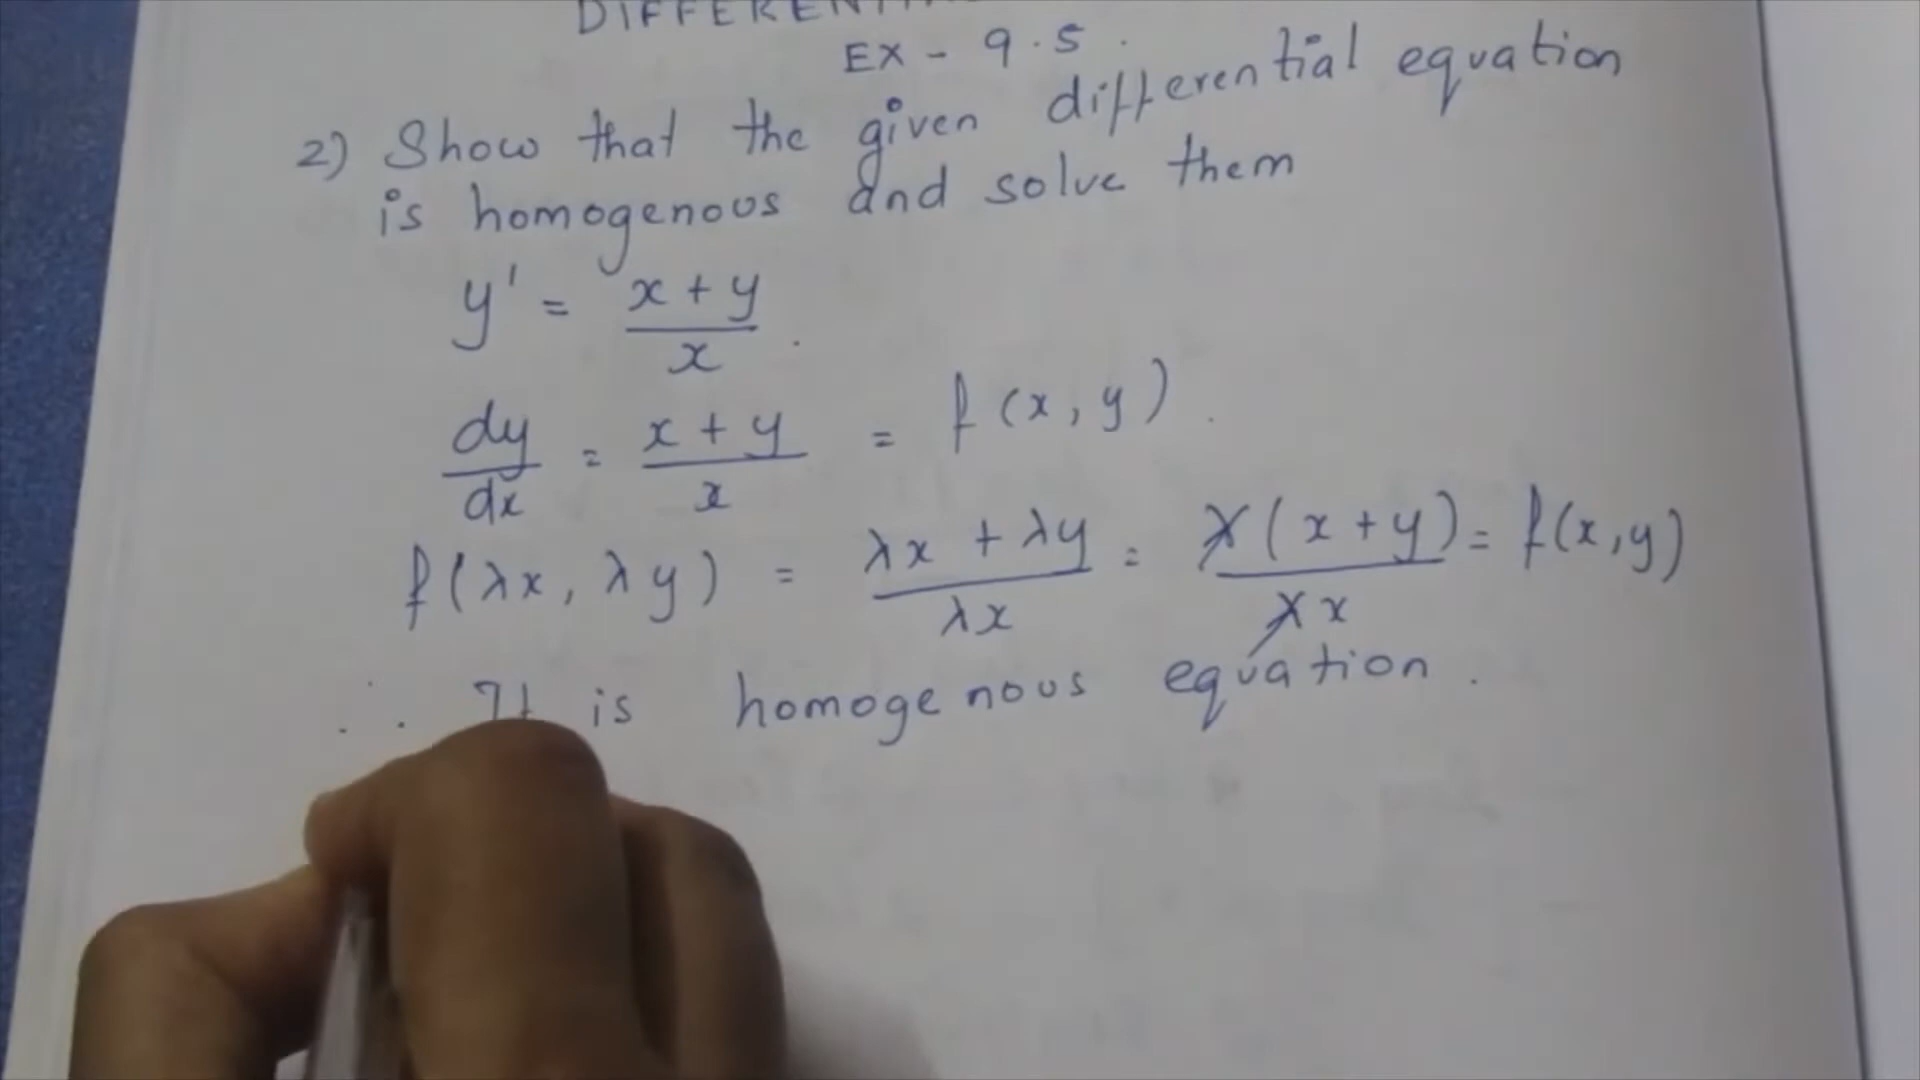 EX - 9.5.
2) Show that the given differential equation
is homogenous and solve them
y' = x + y / x .
dy/dx = x + y / x = f(x, y) .
f(λx, λy) = λx + λy / λx = λ(x + y) / λx = f(x,y)
∴ It is homogenous equation .